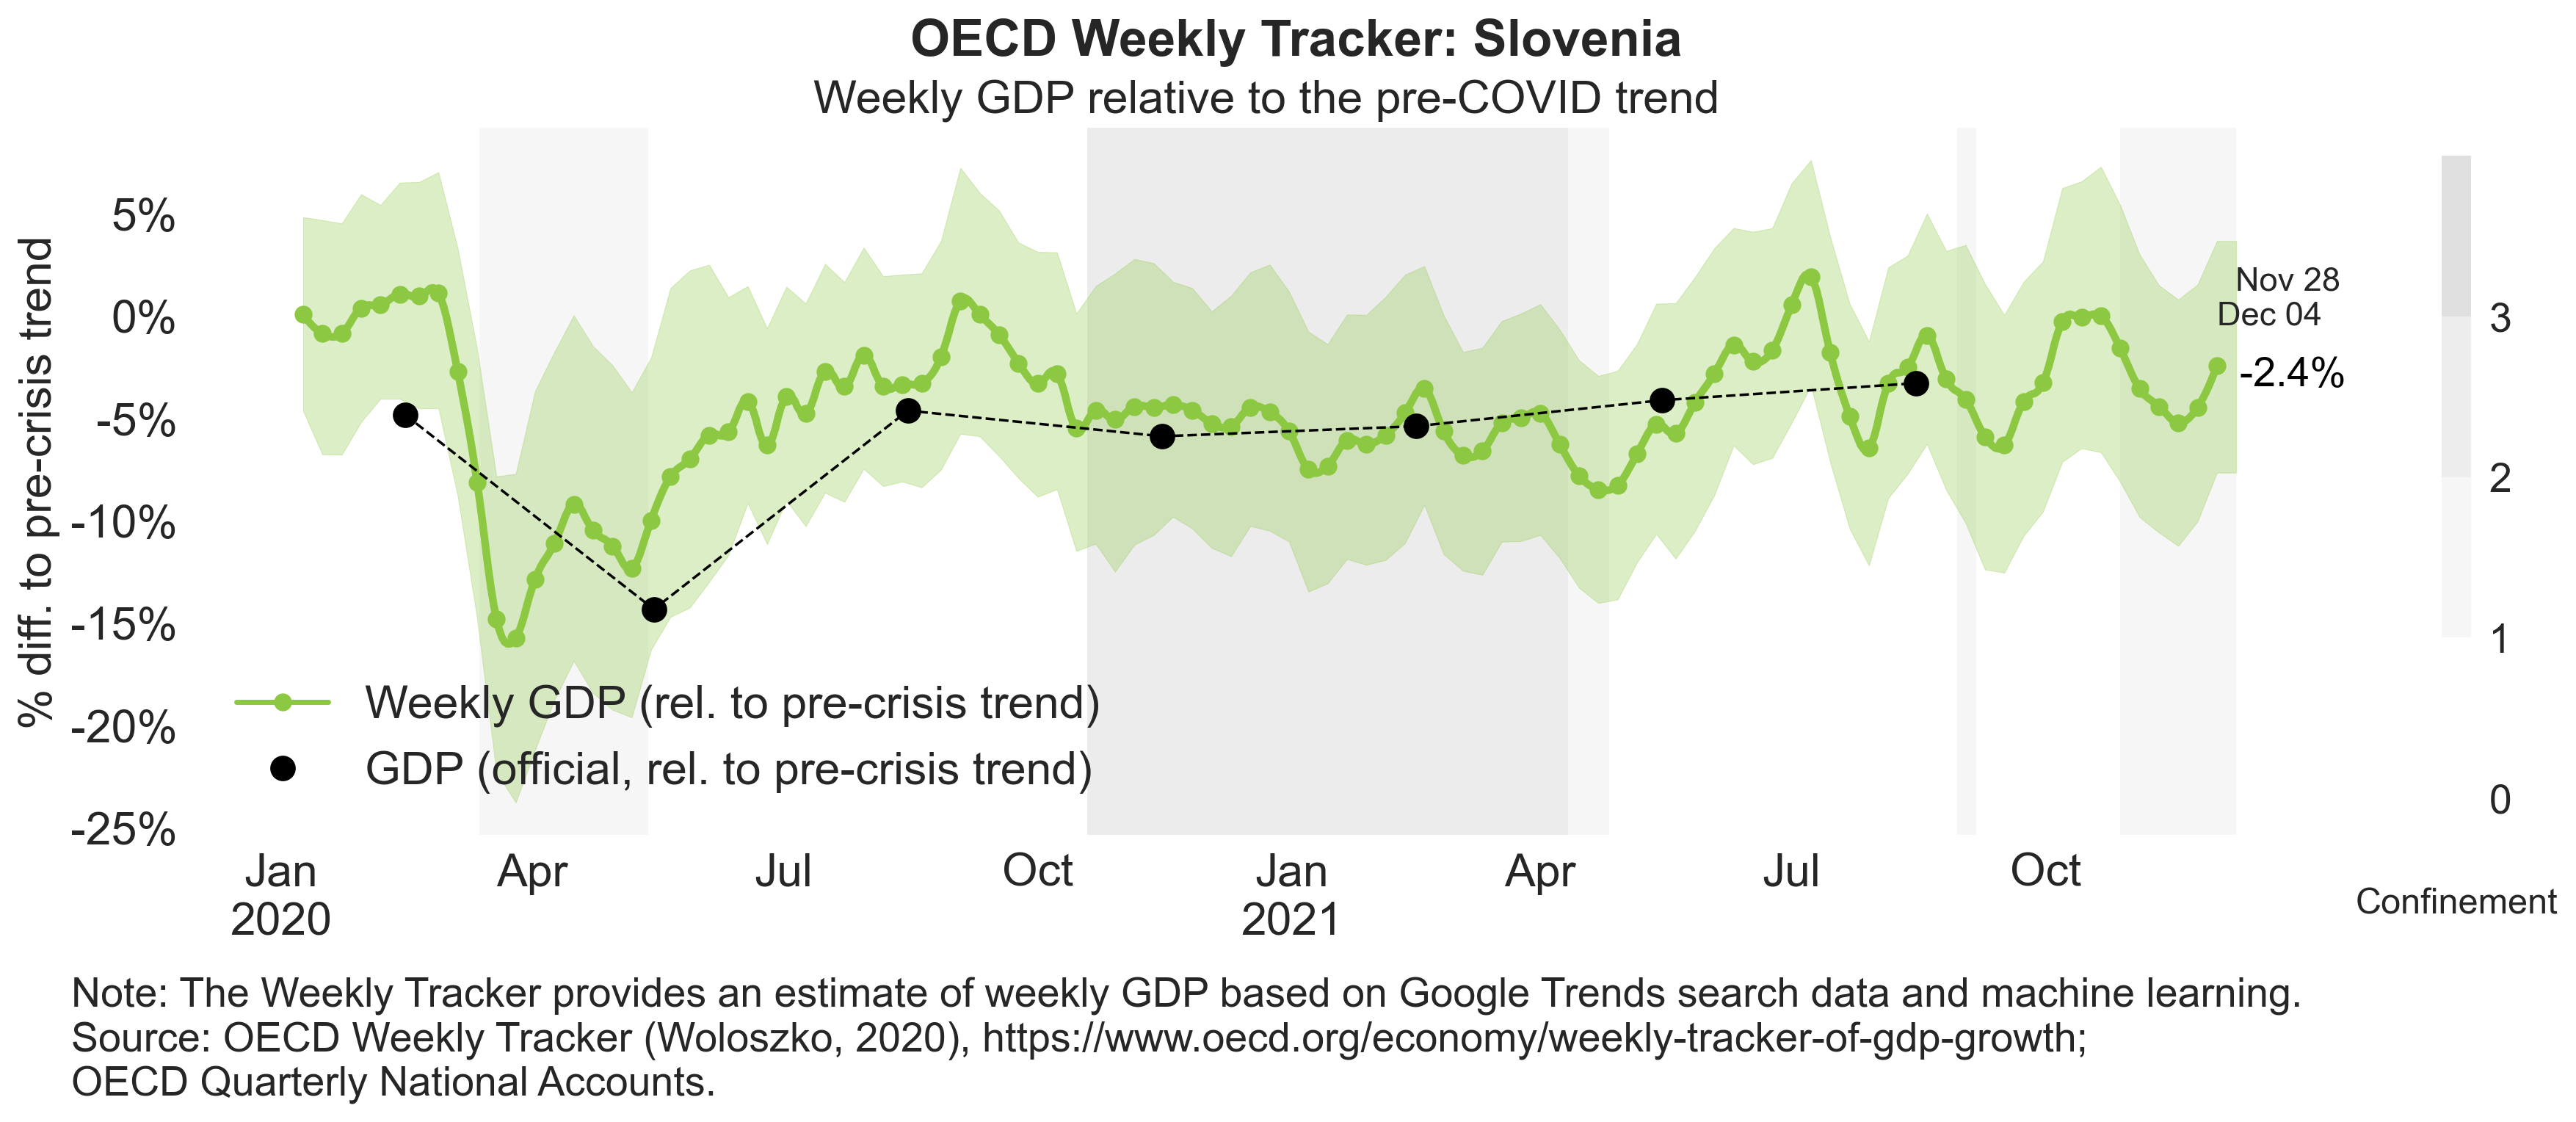 OECD Weekly Tracker: Slovenia
Weekly GDP relative to the pre-COVID trend
% diff. to pre-crisis trend
5%
0%
-5%
-10%
-15%
-20%
-25%
Weekly GDP (rel. to pre-crisis trend)
GDP (official, rel. to pre-crisis trend)
Nov 28
Dec 04
-2.4%
3
2
1
0
Confinement
Jan Apr Jul Oct Jan Apr Jul Oct
2020 2021
Note: The Weekly Tracker provides an estimate of weekly GDP based on Google Trends search data and machine learning.
Source: OECD Weekly Tracker (Woloszko, 2020), https://www.oecd.org/economy/weekly-tracker-of-gdp-growth;
OECD Quarterly National Accounts.